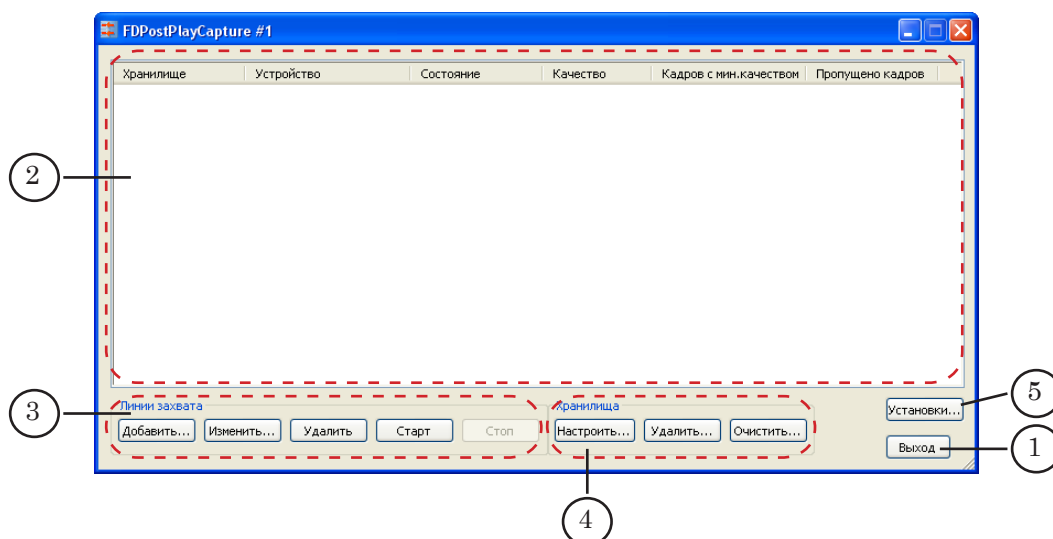 FDPostPlayCapture #1
Хранилище Устройство Состояние Качество Кадров с мин.качеством Пропущено кадров
2
3
Линии захвата Хранилища
5
Установки...
Добавить... Изменить... Удалить Старт Стоп Настроить... Удалить... Очистить...
Выход
1
4